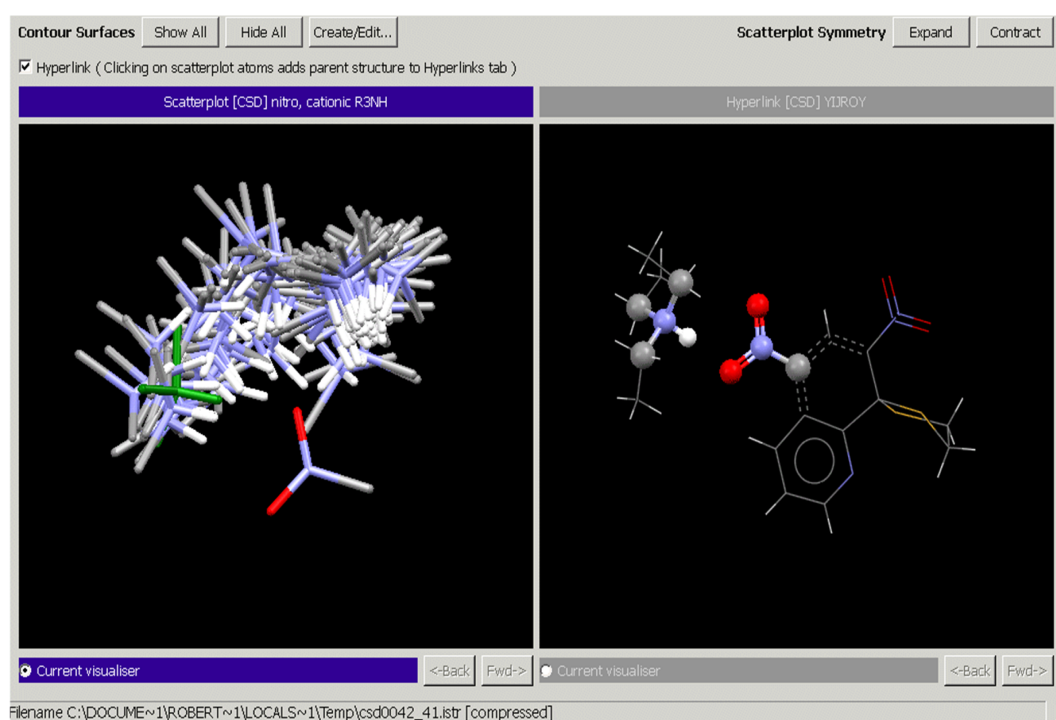 Contour Surfaces Show All Hide All Create/Edit... Scatterplot Symmetry Expand Contract
Hyperlink ( Clicking on scatterplot atoms adds parent structure to Hyperlinks tab )
Scatterplot [CSD] nitro, cationic R3NH Hyperlink [CSD] YIJROY
Current visualiser <-Back Fwd-> Current visualiser <-Back Fwd->
Filename C:\DOCUME~1\ROBERT~1\LOCALS~1\Temp\csd0042_41.istr [compressed]